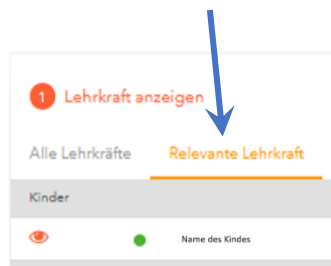 1 Lehrkraft anzeigen
Alle Lehrkräfte Relevante Lehrkraft
Kinder
Name des Kindes